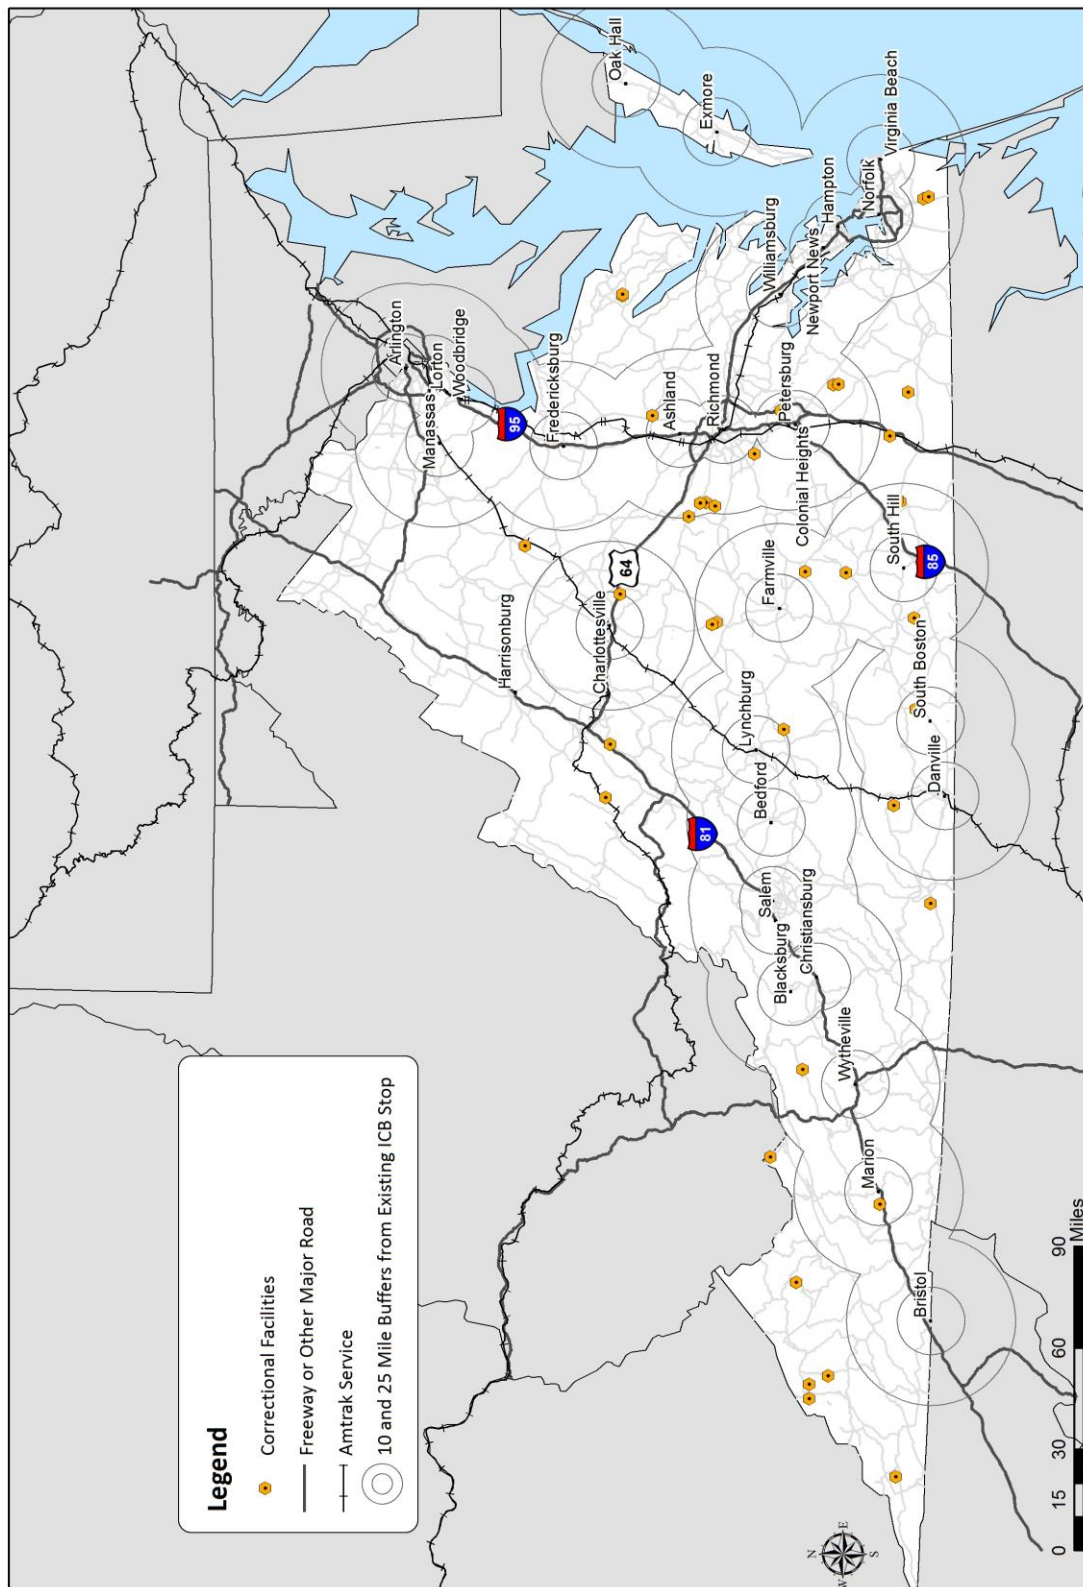 Legend
Correctional Facilities
Freeway or Other Major Road
Amtrak Service
10 and 25 Mile Buffers from Existing ICB Stop
Oak Hall
Exmore
Virginia Beach
Norfolk
Hampton
Newport News
Williamsburg
Arlington
Lorton
Woodbridge
Manassas
95
Fredericksburg
Ashland
Richmond
Petersburg
Colonial Heights
South Hill
85
64
Charlottesville
Harrisonburg
Farmville
South Boston
Lynchburg
Danville
Bedford
81
Salem
Blacksburg
Christiansburg
Wytheville
Marion
Bristol
N
E
S
W
0 15 30 60 90
Miles